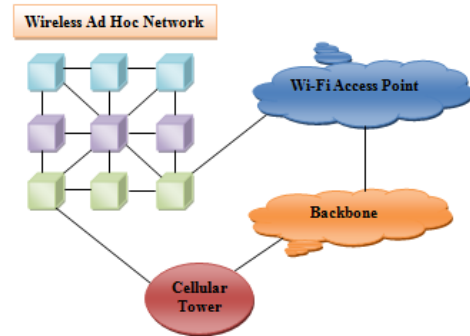 Wireless Ad Hoc Network
Wi-Fi Access Point
Backbone
Cellular
Tower